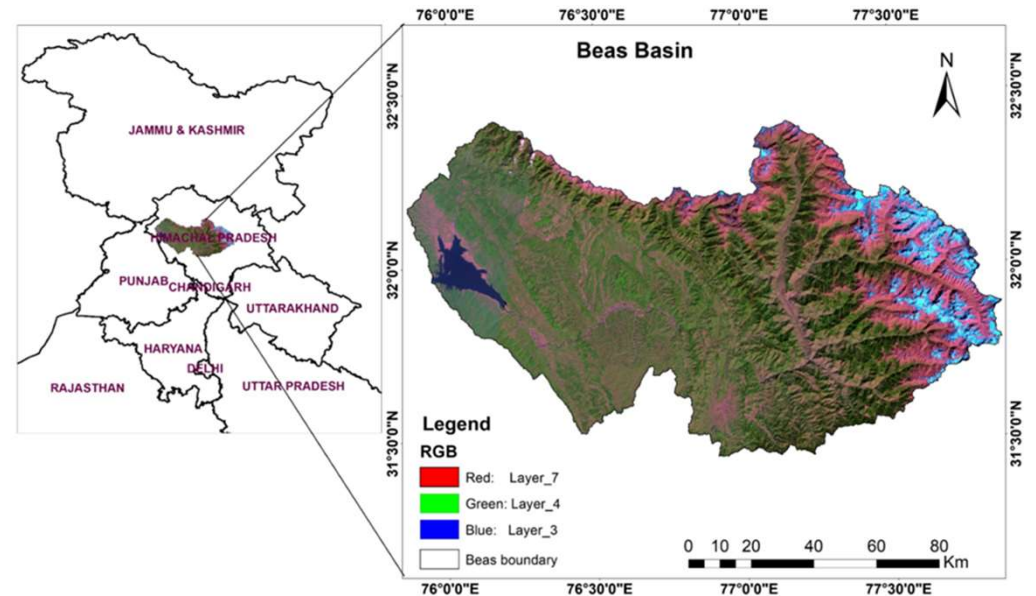 76°0'0"E 76°30'0"E 77°0'0"E 77°30'0"E
Beas Basin
N
32°30'0"N
32°30'0"N
JAMMU & KASHMIR
HIMACHAL PRADESH
32°0'0"N
32°0'0"N
PUNJAB
CHANDIGARH
UTTARAKHAND
HARYANA
DELHI
RAJASTHAN
UTTAR PRADESH
31°30'0"N
31°30'0"N
Legend
RGB
Red: Layer_7
Green: Layer_4
Blue: Layer_3
Beas boundary
0 10 20 40 60 80
Km
76°0'0"E 76°30'0"E 77°0'0"E 77°30'0"E